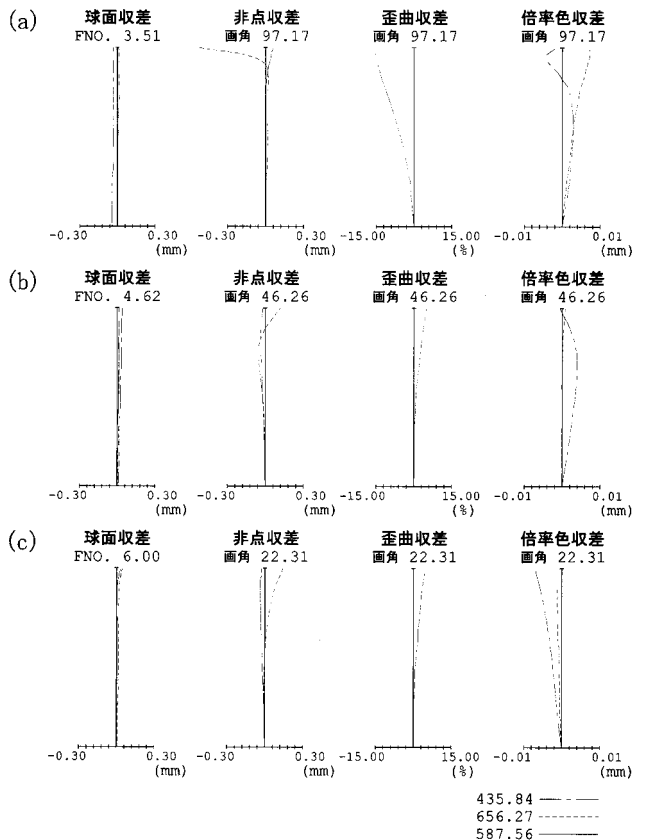 (a)
球面収差 非点収差 歪曲収差 倍率色収差
FNO. 3.51 画角 97.17 画角 97.17 画角 97.17
-0.30 0.30 -0.30 0.30 -15.00 15.00 -0.01 0.01
(mm) (mm) (%) (mm)
(b)
球面収差 非点収差 歪曲収差 倍率色収差
FNO. 4.62 画角 46.26 画角 46.26 画角 46.26
-0.30 0.30 -0.30 0.30 -15.00 15.00 -0.01 0.01
(mm) (mm) (%) (mm)
(c)
球面収差 非点収差 歪曲収差 倍率色収差
FNO. 6.00 画角 22.31 画角 22.31 画角 22.31
-0.30 0.30 -0.30 0.30 -15.00 15.00 -0.01 0.01
(mm) (mm) (%) (mm)
435.84
656.27
587.56